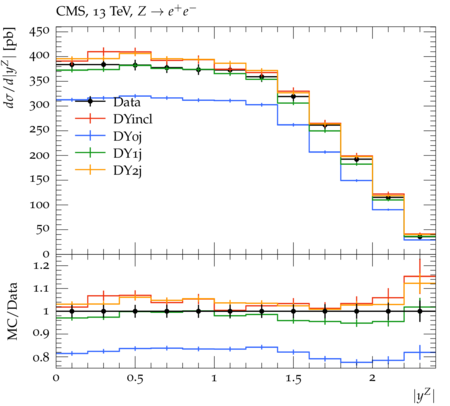 CMS, 13 TeV, Z → e⁺e⁻
dσ/d|y^Z| [pb]
450
400
350
300
250
200
150
100
50
0
Data
DYincl
DY0j
DY1j
DY2j
MC/Data
1.2
1.1
1
0.9
0.8
0 0.5 1 1.5 2
|y^Z|